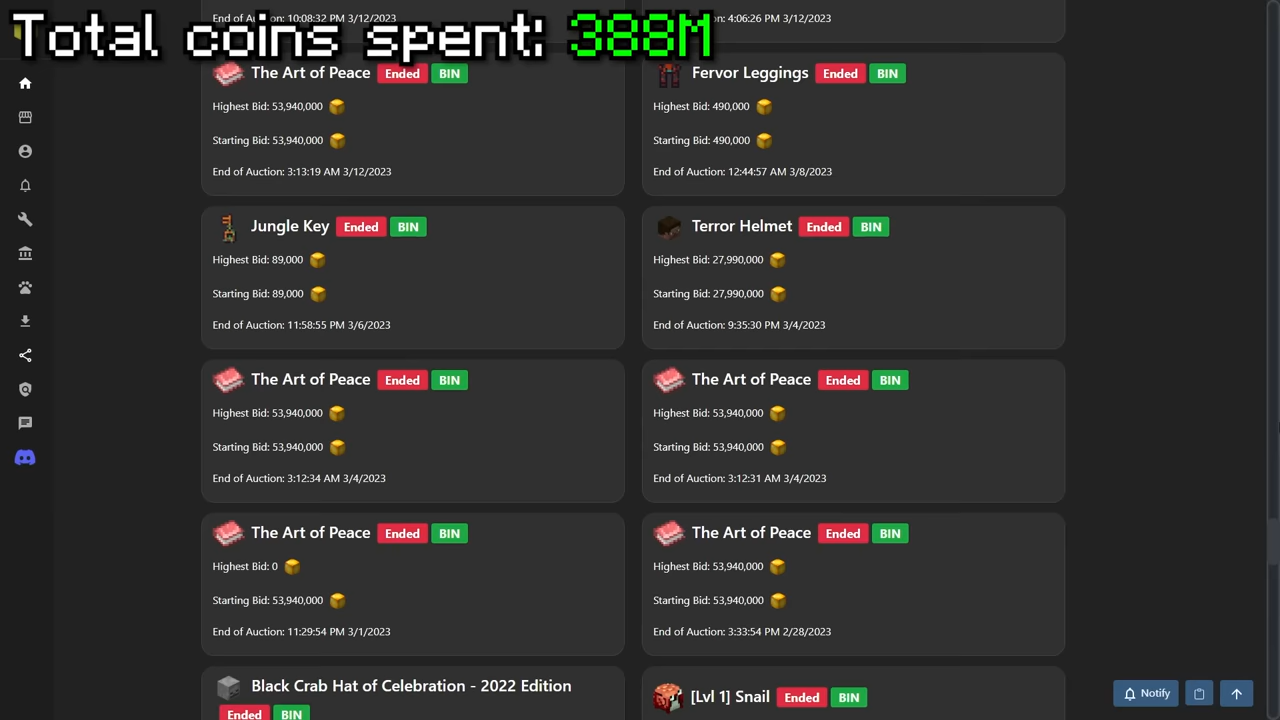 End of Auction: 10:08:32 PM 3/12/2023
4:06:26 PM 3/12/2023
Total coins spent: 388M
The Art of Peace Ended BIN
Highest Bid: 53,940,000
Starting Bid: 53,940,000
End of Auction: 3:13:19 AM 3/12/2023
Fervor Leggings Ended BIN
Highest Bid: 490,000
Starting Bid: 490,000
End of Auction: 12:44:57 AM 3/8/2023
Jungle Key Ended BIN
Highest Bid: 89,000
Starting Bid: 89,000
End of Auction: 11:58:55 PM 3/6/2023
Terror Helmet Ended BIN
Highest Bid: 27,990,000
Starting Bid: 27,990,000
End of Auction: 9:35:30 PM 3/4/2023
The Art of Peace Ended BIN
Highest Bid: 53,940,000
Starting Bid: 53,940,000
End of Auction: 3:12:34 AM 3/4/2023
The Art of Peace Ended BIN
Highest Bid: 53,940,000
Starting Bid: 53,940,000
End of Auction: 3:12:31 AM 3/4/2023
The Art of Peace Ended BIN
Highest Bid: 0
Starting Bid: 53,940,000
End of Auction: 11:29:54 PM 3/1/2023
The Art of Peace Ended BIN
Highest Bid: 53,940,000
Starting Bid: 53,940,000
End of Auction: 3:33:54 PM 2/28/2023
Black Crab Hat of Celebration - 2022 Edition
Ended BIN
[Lvl 1] Snail Ended BIN
Notify